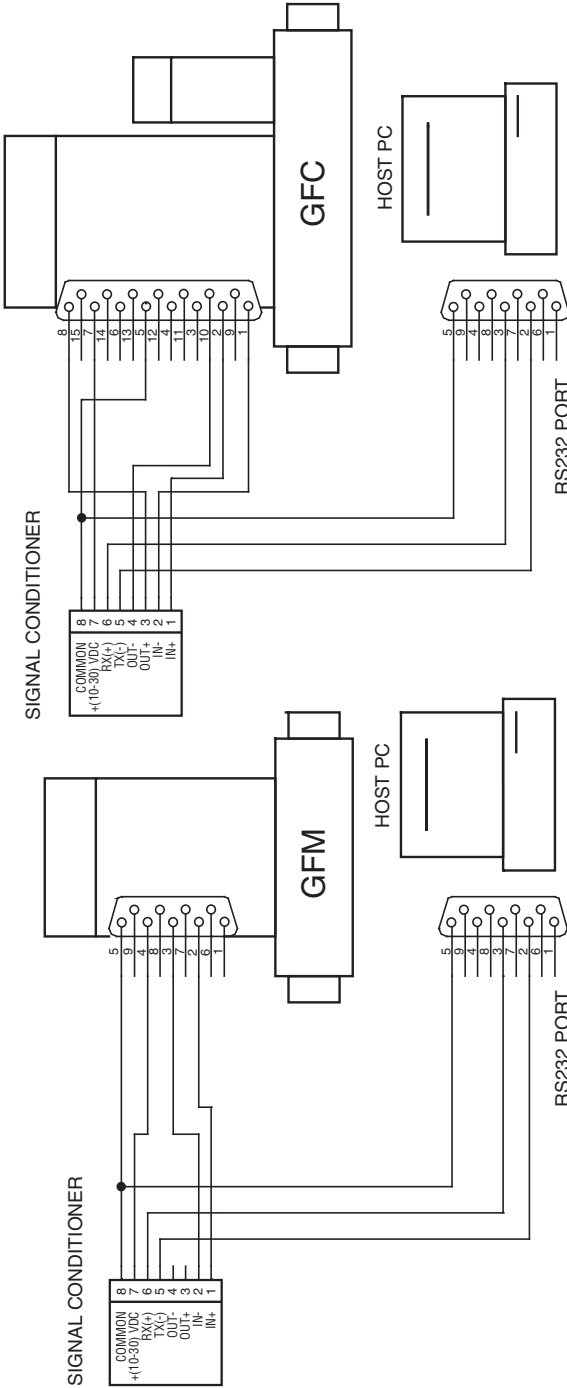 SIGNAL CONDITIONER
COMMON 8
+(10-30) VDC 7
RX(+) 6
TX(-) 5
OUT- 4
OUT+ 3
IN- 2
IN+ 1
5
9
4
8
3
7
2
6
1
GFM
HOST PC
5
9
4
8
3
7
2
6
1
RS232 PORT
SIGNAL CONDITIONER
COMMON 8
+(10-30) VDC 7
RX(+) 6
TX(-) 5
OUT- 4
OUT+ 3
IN- 2
IN+ 1
8
15
7
14
6
13
5
12
4
11
3
10
2
9
1
GFC
HOST PC
5
9
4
8
3
7
2
6
1
RS232 PORT